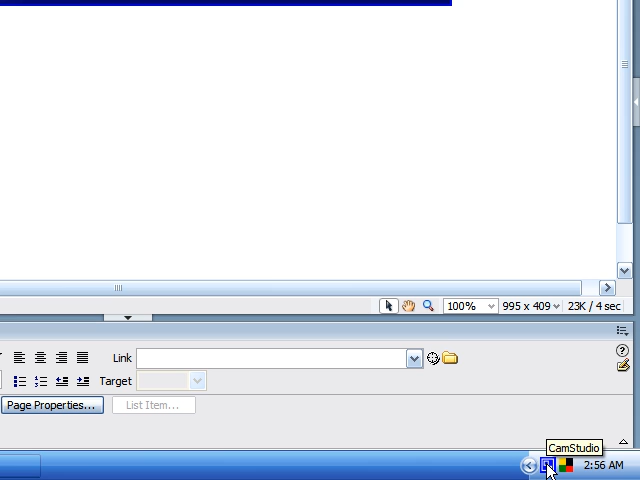 100% 995 x 409 23K / 4 sec
Link
Target
Page Properties... List Item...
CamStudio
2:56 AM